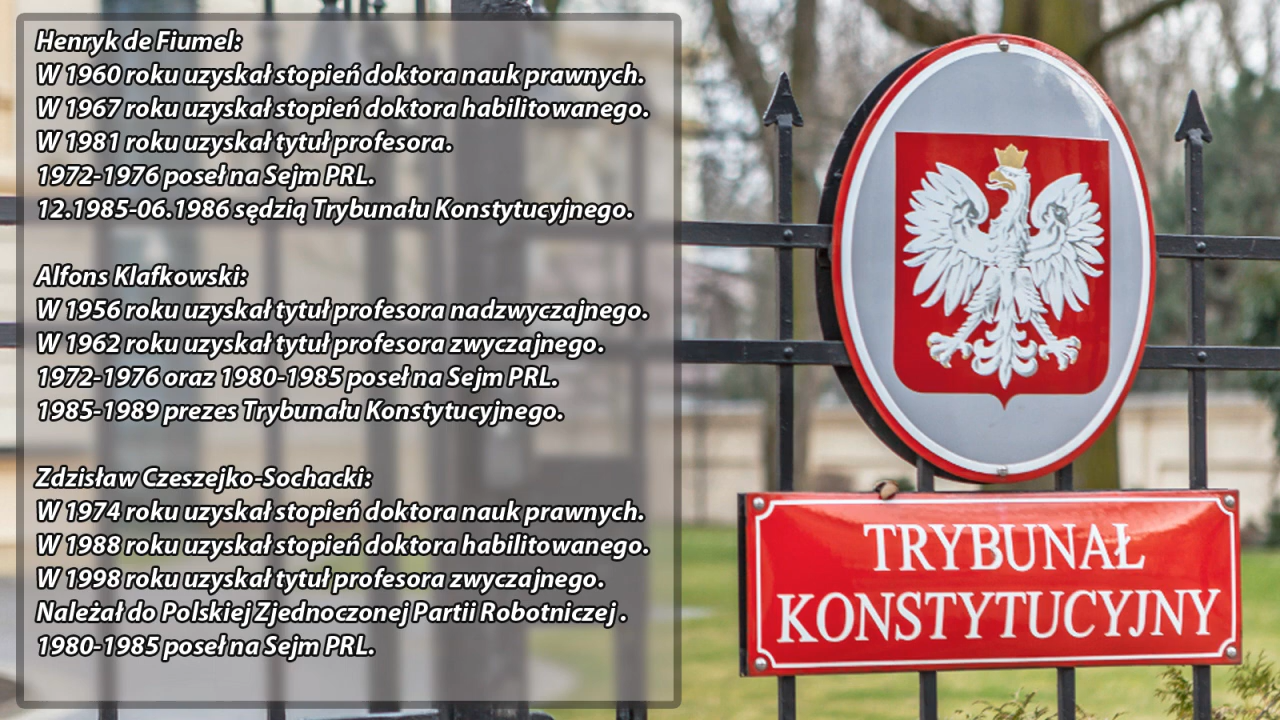 Henryk de Fiumel:
W 1960 roku uzyskał stopień doktora nauk prawnych.
W 1967 roku uzyskał stopień doktora habilitowanego.
W 1981 roku uzyskał tytuł profesora.
1972-1976 poseł na Sejm PRL.
12.1985-06.1986 sędzią Trybunału Konstytucyjnego.
Alfons Klafkowski:
W 1956 roku uzyskał tytuł profesora nadzwyczajnego.
W 1962 roku uzyskał tytuł profesora zwyczajnego.
1972-1976 oraz 1980-1985 poseł na Sejm PRL.
1985-1989 prezes Trybunału Konstytucyjnego.
Zdzisław Czeszejko-Sochacki:
W 1974 roku uzyskał stopień doktora nauk prawnych.
W 1988 roku uzyskał stopień doktora habilitowanego.
W 1998 roku uzyskał tytuł profesora zwyczajnego.
Należał do Polskiej Zjednoczonej Partii Robotniczej .
1980-1985 poseł na Sejm PRL.
TRYBUNAŁ
KONSTYTUCYJNY